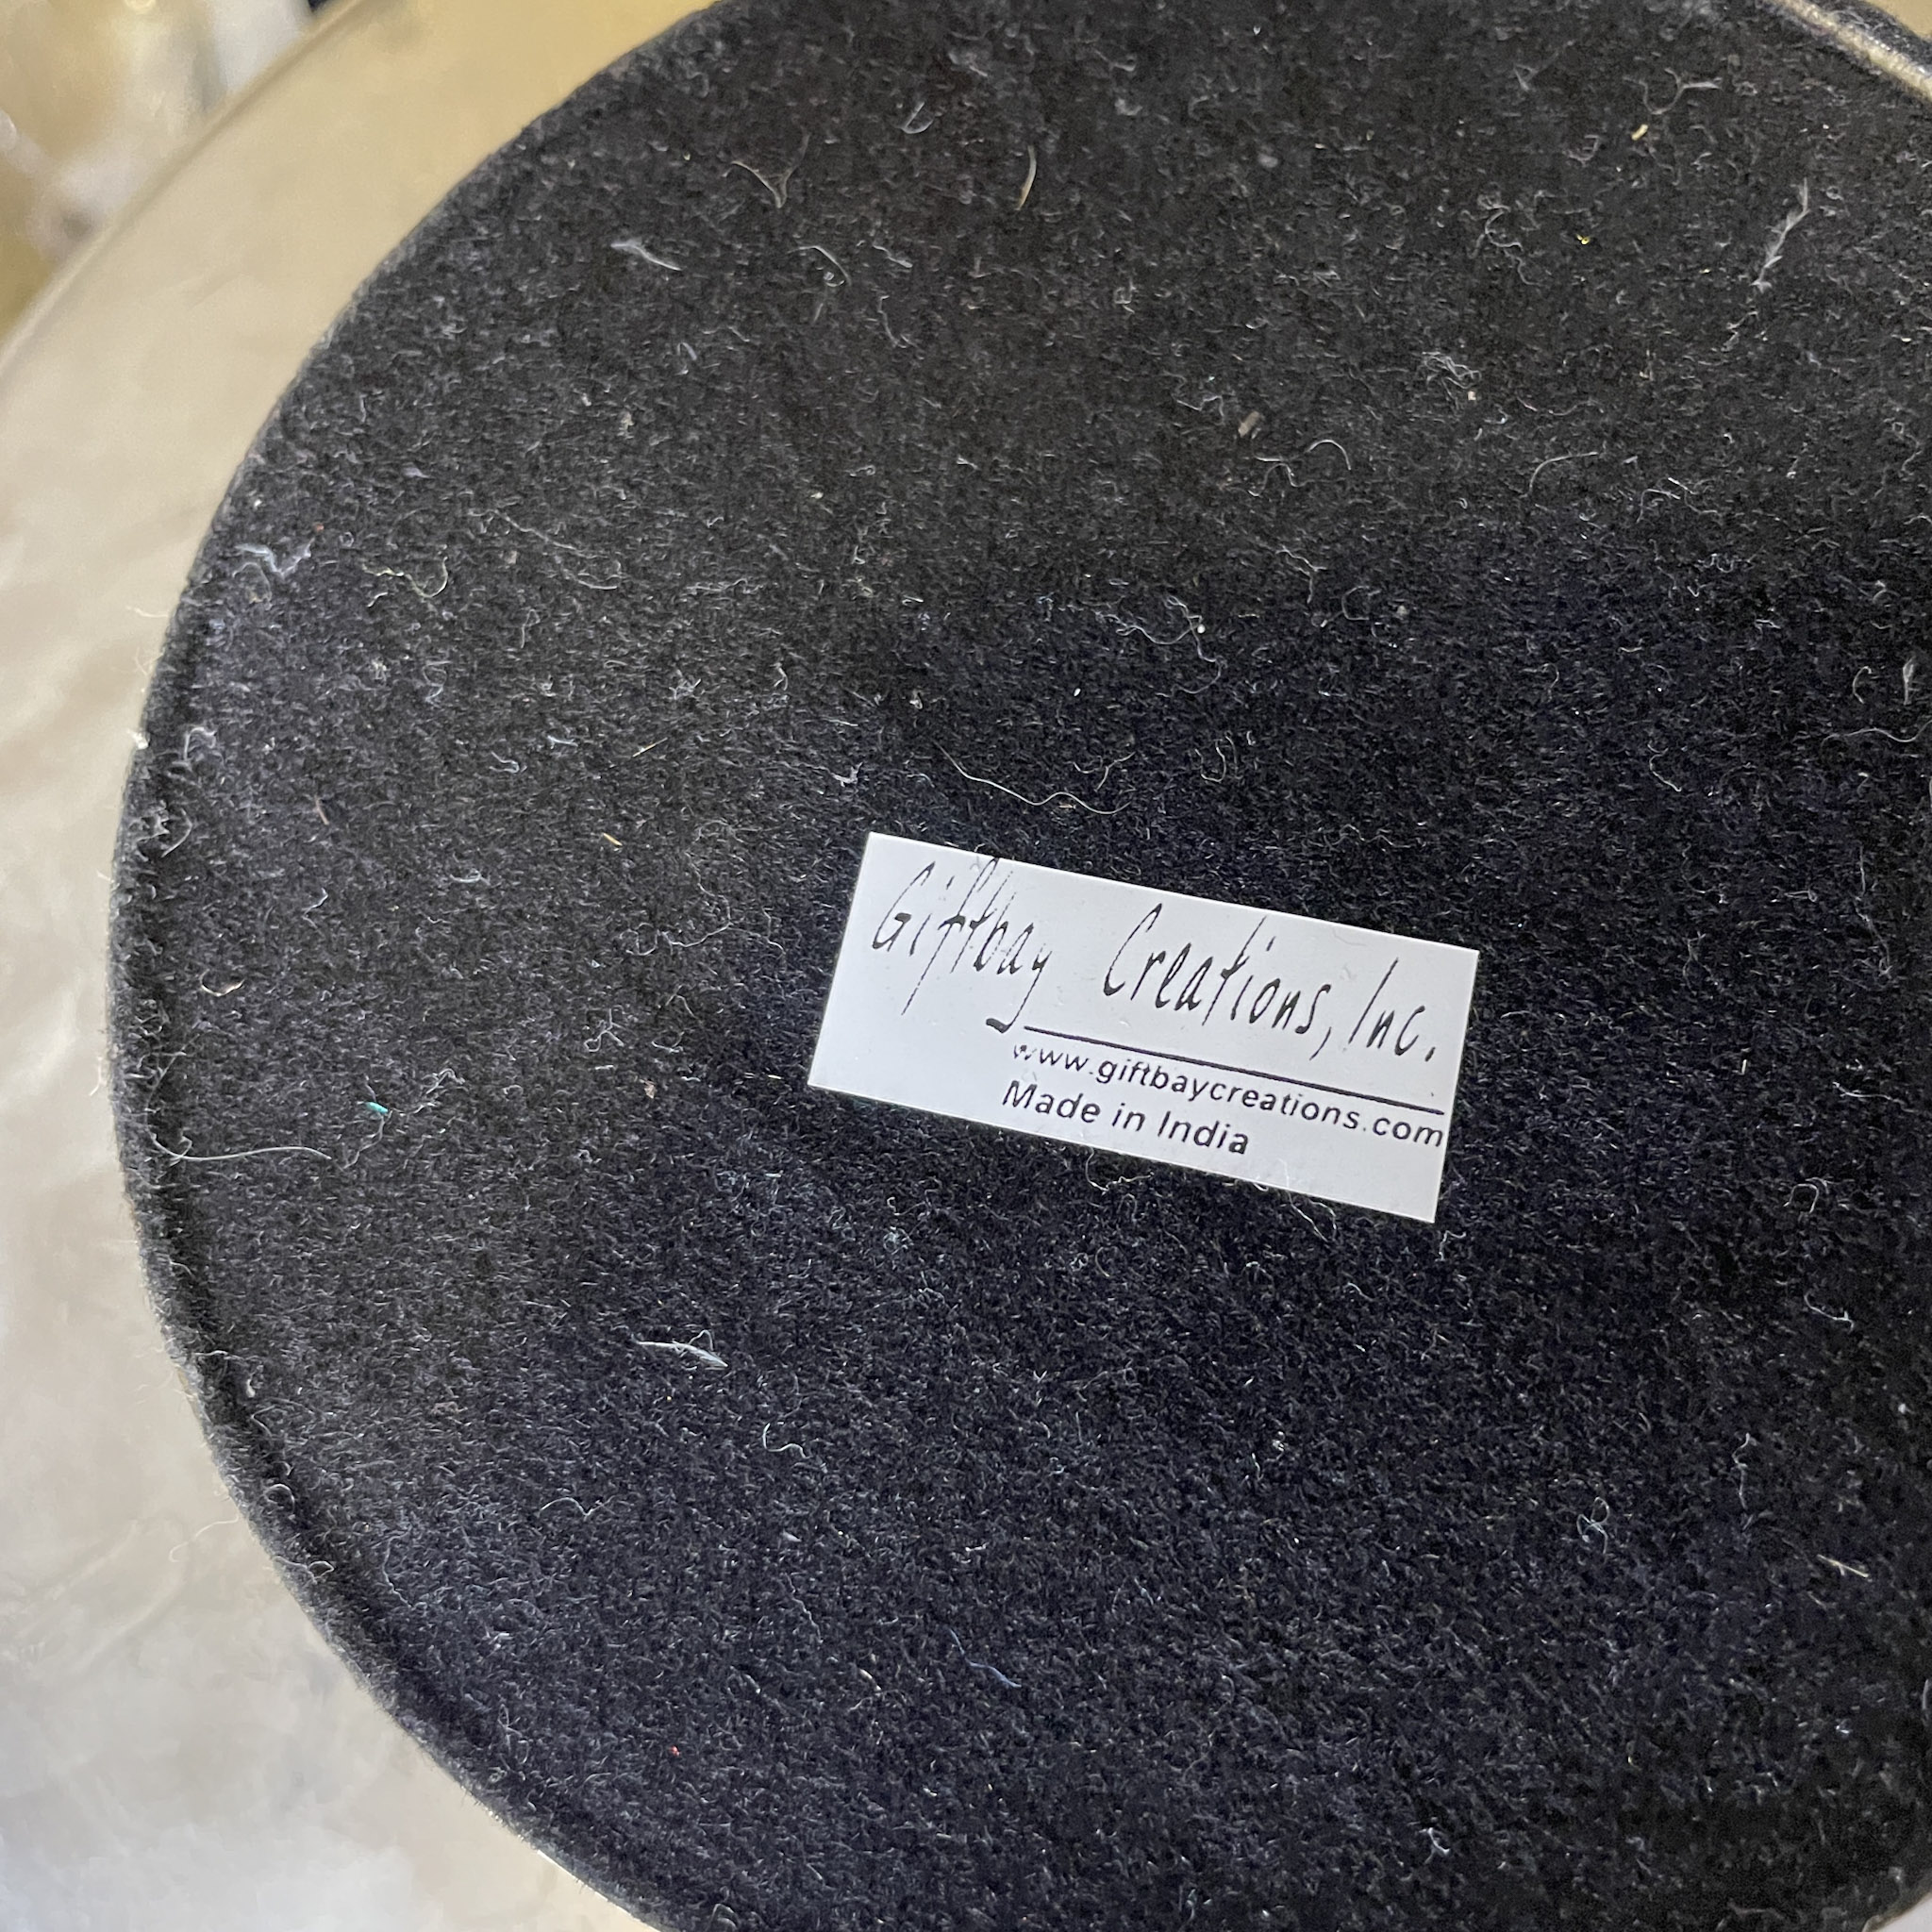 Giftbay Creations, Inc.
www.giftbaycreations.com
Made in India